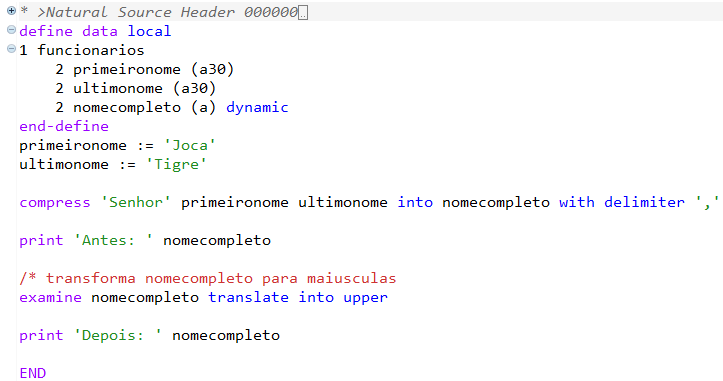 * >Natural Source Header 000000..
define data local
1 funcionarios
    2 primeironome (a30)
    2 ultimonome (a30)
    2 nomecompleto (a) dynamic
end-define
primeironome := 'Joca'
ultimonome := 'Tigre'
compress 'Senhor' primeironome ultimonome into nomecompleto with delimiter ','
print 'Antes: ' nomecompleto
/* transforma nomecompleto para maiusculas
examine nomecompleto translate into upper
print 'Depois: ' nomecompleto
END